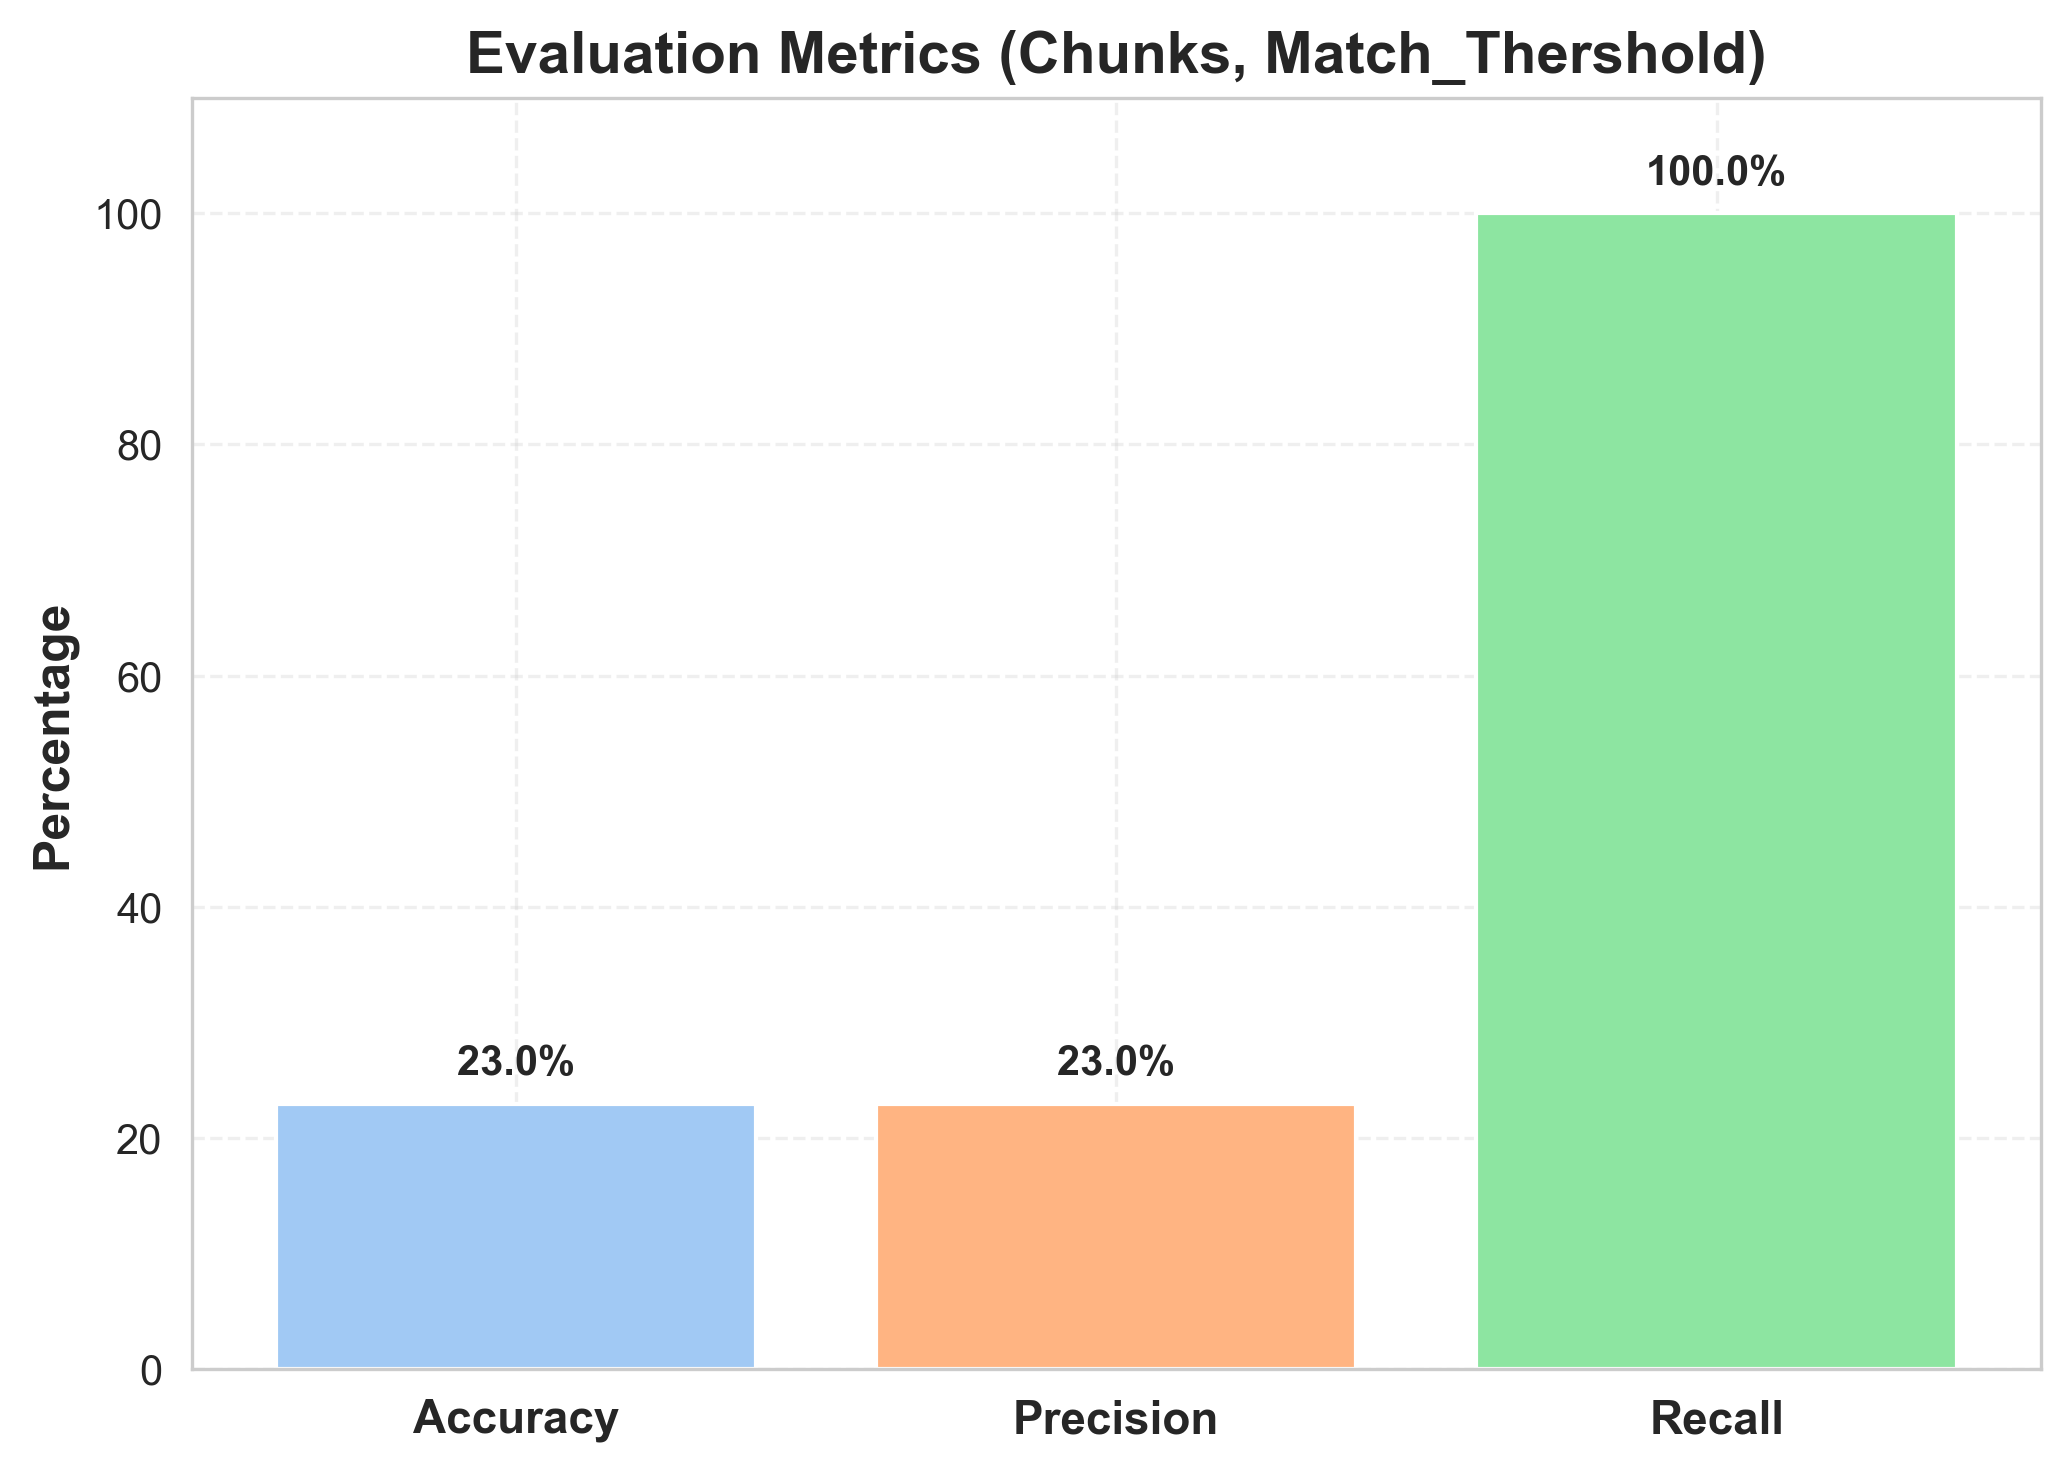 Evaluation Metrics (Chunks, Match_Thershold)
100.0%
100
80
60
40
23.0% 23.0%
20
0
Percentage
Accuracy Precision Recall